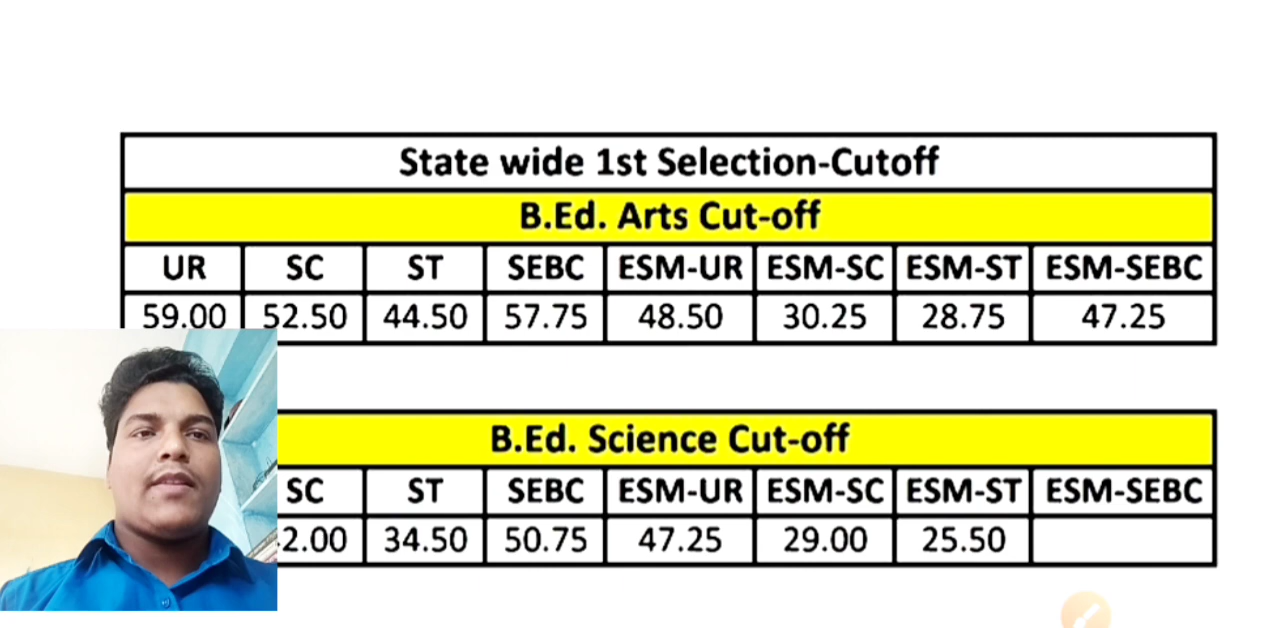 State wide 1st Selection-Cutoff
B.Ed. Arts Cut-off
UR SC ST SEBC ESM-UR ESM-SC ESM-ST ESM-SEBC
59.00 52.50 44.50 57.75 48.50 30.25 28.75 47.25
B.Ed. Science Cut-off
SC ST SEBC ESM-UR ESM-SC ESM-ST ESM-SEBC
34.50 50.75 47.25 29.00 25.50